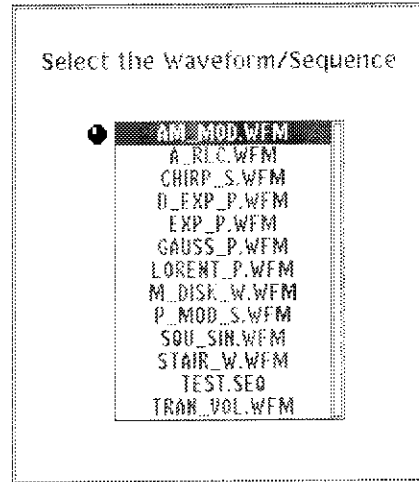 Select the Waveform/Sequence
AM_MOD.WFM
A_RLC.WFM
CHIRP_S.WFM
D_EXP_P.WFM
EXP_P.WFM
GAUSS_P.WFM
LORENT_P.WFM
M_DISK_W.WFM
P_MOD_S.WFM
SQU_SIN.WFM
STAIR_W.WFM
TEST.SEQ
TRAN_VOL.WFM